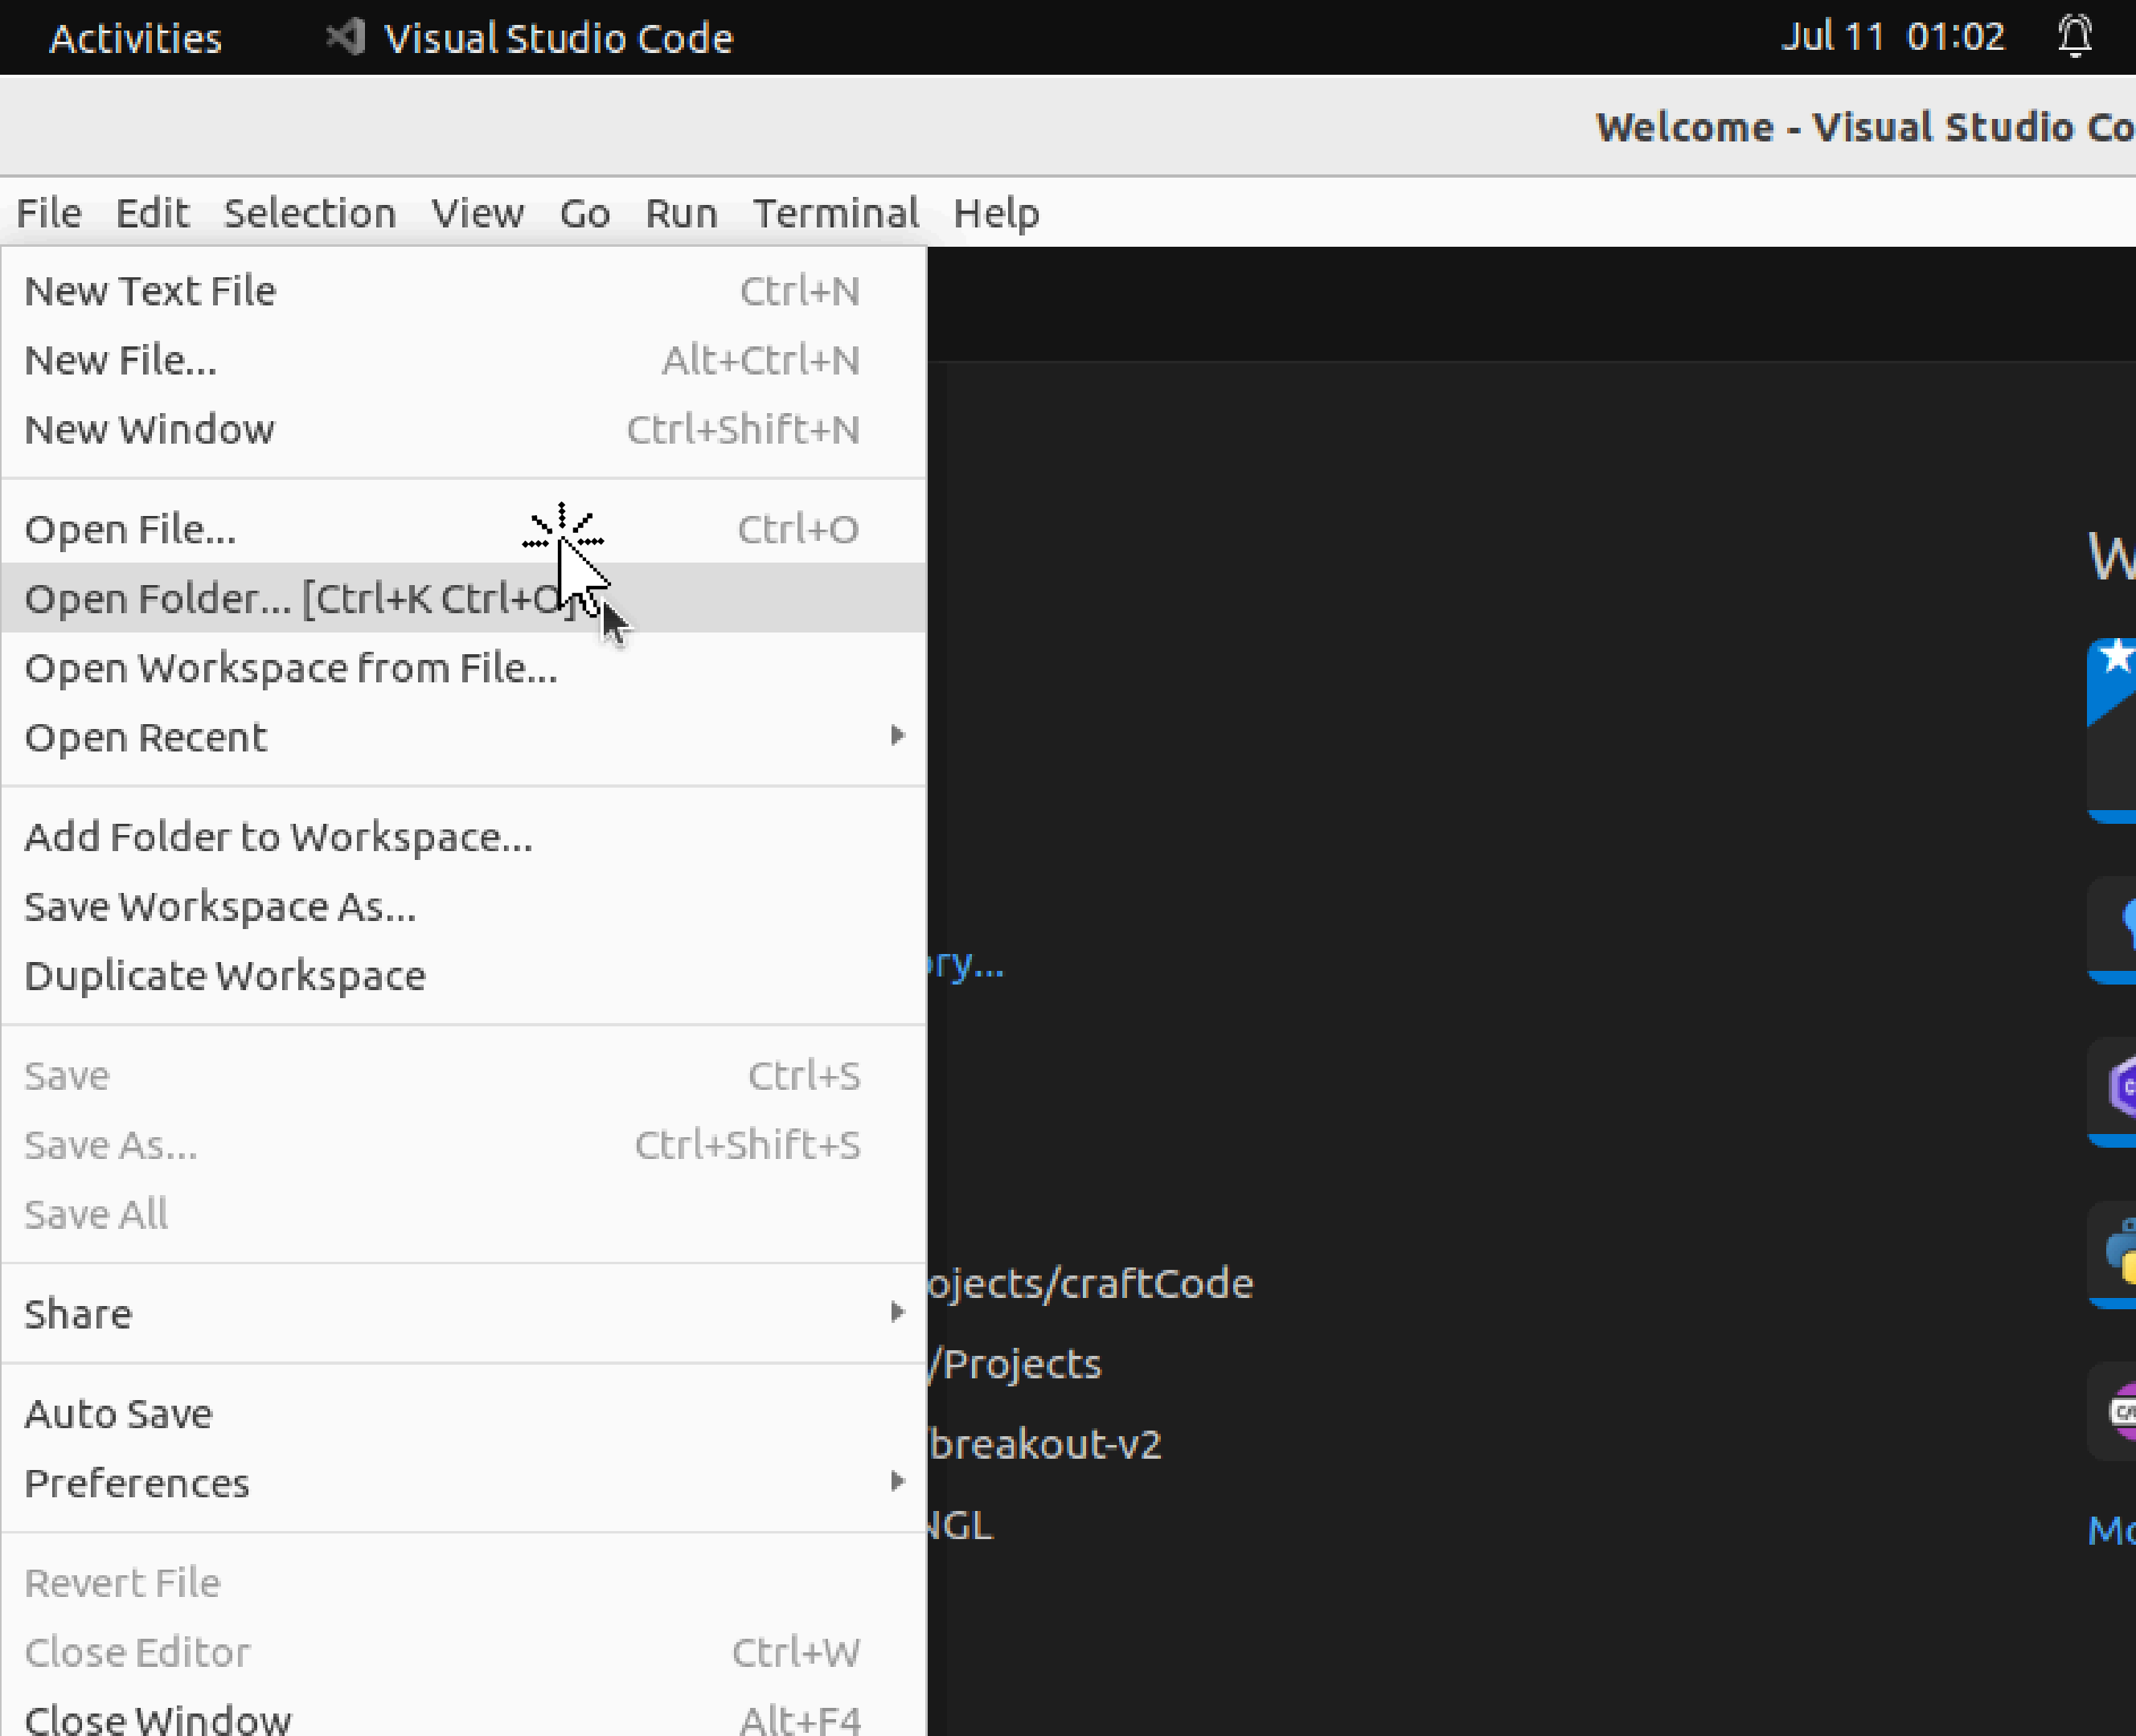 Activities Visual Studio Code Jul 11 01:02
Welcome - Visual Studio Co
File Edit Selection View Go Run Terminal Help
New Text File Ctrl+N
New File... Alt+Ctrl+N
New Window Ctrl+Shift+N
Open File... Ctrl+O
Open Folder... [Ctrl+K Ctrl+O]
Open Workspace from File...
Open Recent
Add Folder to Workspace...
Save Workspace As...
Duplicate Workspace
ory...
Save Ctrl+S
Save As... Ctrl+Shift+S
Save All
ojects/craftCode
Share
/Projects
Auto Save
/breakout-v2
Preferences
NGL
Mo
Revert File
Close Editor Ctrl+W
Close Window Alt+F4